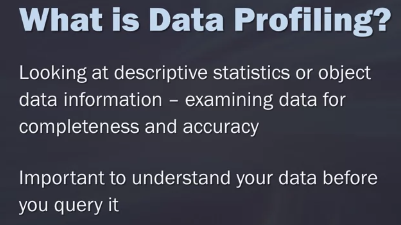 What is Data Profiling?
Looking at descriptive statistics or object
data information – examining data for
completeness and accuracy
Important to understand your data before
you query it